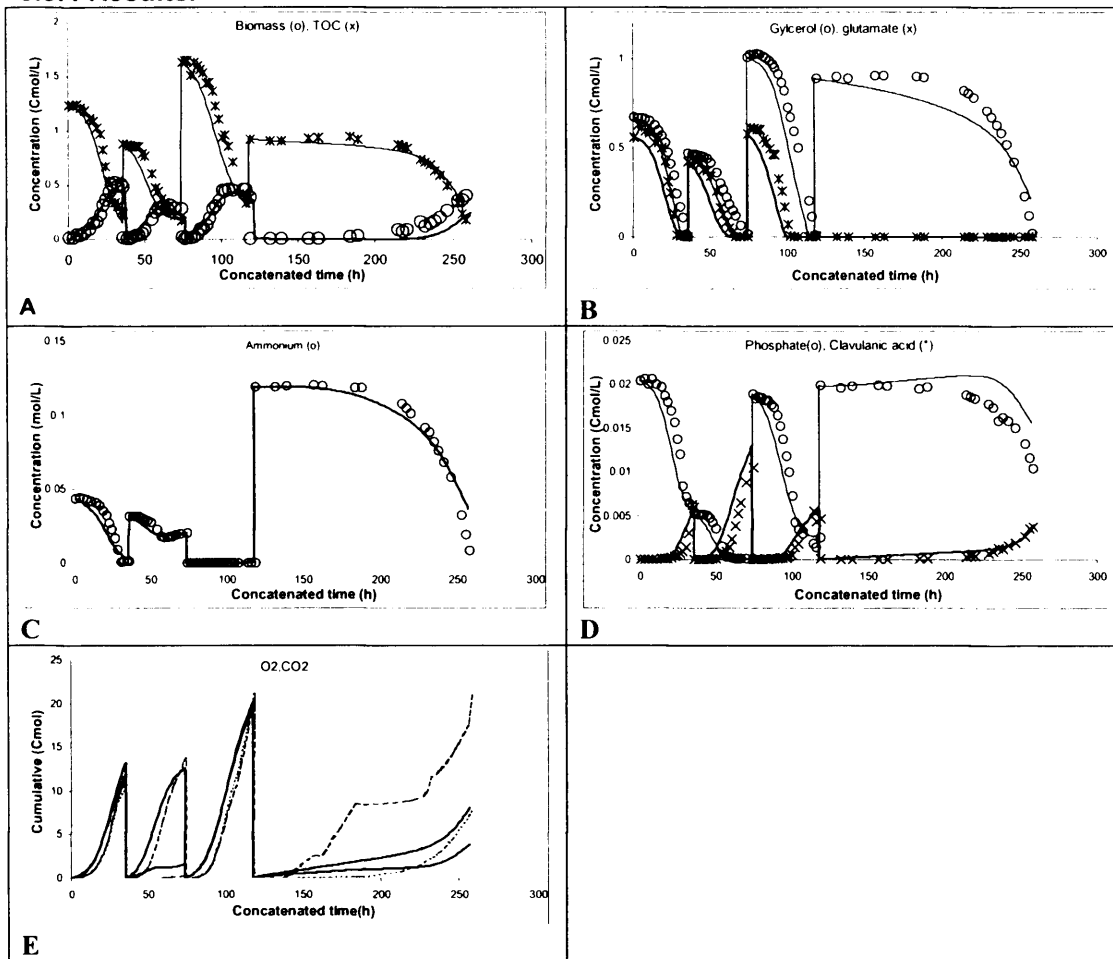 Biomass (o), TOC (x)
2
1.5
1
0.5
0
0 50 100 150 200 250 300
Concentration (Cmol/L)
Concatenated time (h)
A
Gylcerol (o), glutamate (x)
1
0.5
0
0 50 100 150 200 250 300
Concentration (Cmol/L)
Concatenated time (h)
B
Ammonium (o)
0 15
0.1
0 05
0
0 50 100 150 200 250 300
Concentration (mol/L)
Concatenated time (h)
C
Phosphate(o), Clavulanic acid (*)
0 025
0.02
0 015
0.01
0.005
0
0 50 100 150 200 250 300
Concentration (Cmol/L)
Concatenated time (h)
D
O2,CO2
25
20
15
10
5
0
0 50 100 150 200 250 300
Cumulative (Cmol)
Concatenated time(h)
E